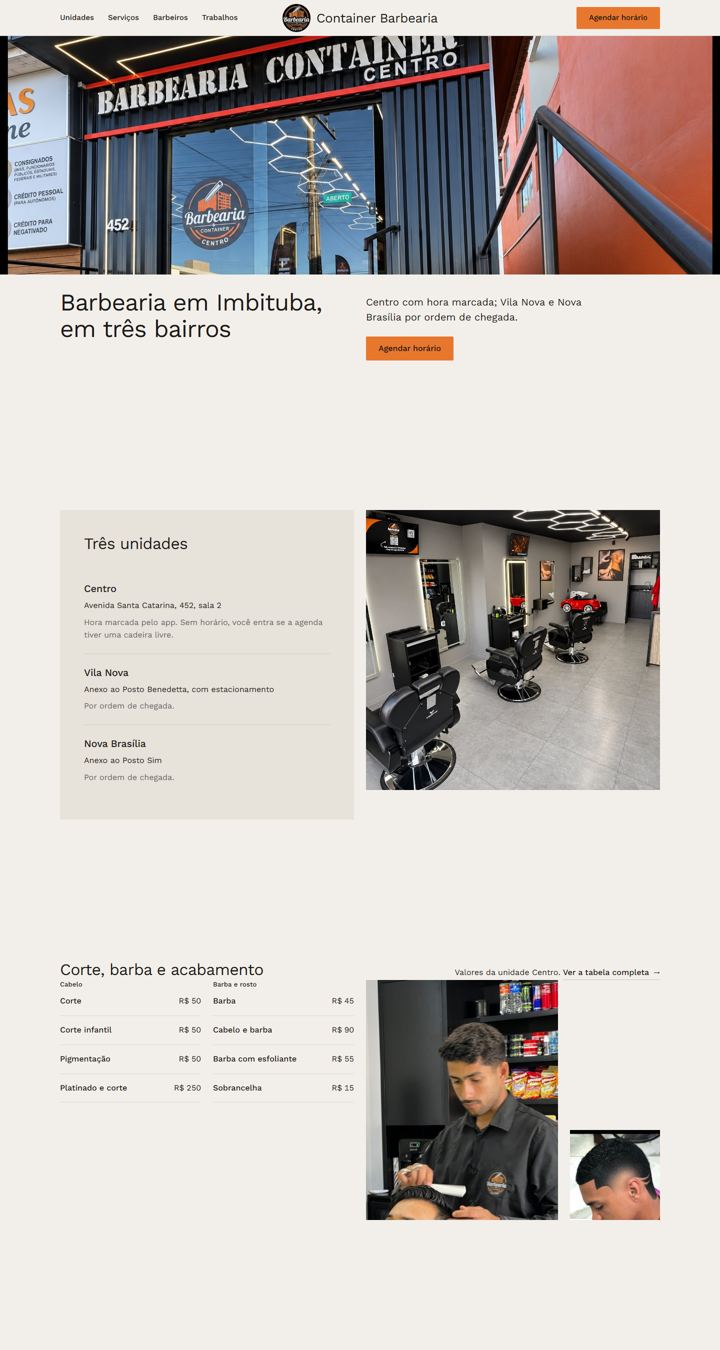 Unidades Serviços Barbeiros Trabalhos
Barbearia
Container Barbearia
Agendar horário
BARBEARIA CONTAINER
CENTRO
CONSIGNADOS
CRÉDITO PESSOAL
(PARA AUTÔNOMOS)
CRÉDITO PARA
NEGATIVADO
452
ABERTO
Barbearia
CONTAINER
CENTRO
Barbearia em Imbituba,
em três bairros
Centro com hora marcada; Vila Nova e Nova
Brasília por ordem de chegada.
Agendar horário
Três unidades
Centro
Avenida Santa Catarina, 452, sala 2
Hora marcada pelo app. Sem horário, você entra se a agenda
tiver uma cadeira livre.
Vila Nova
Anexo ao Posto Benedetta, com estacionamento
Por ordem de chegada.
Nova Brasília
Anexo ao Posto Sim
Por ordem de chegada.
Corte, barba e acabamento
Valores da unidade Centro. Ver a tabela completa →
Cabelo
Corte R$ 50
Corte infantil R$ 50
Pigmentação R$ 50
Platinado e corte R$ 250
Barba e rosto
Barba R$ 45
Cabelo e barba R$ 90
Barba com esfoliante R$ 55
Sobrancelha R$ 15
Barbearia